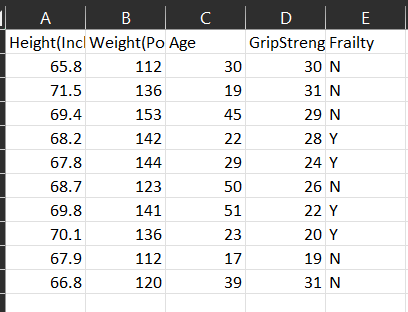 A B C D E
Height(Incl Weight(Po Age GripStreng Frailty
65.8 112 30 30 N
71.5 136 19 31 N
69.4 153 45 29 N
68.2 142 22 28 Y
67.8 144 29 24 Y
68.7 123 50 26 N
69.8 141 51 22 Y
70.1 136 23 20 Y
67.9 112 17 19 N
66.8 120 39 31 N